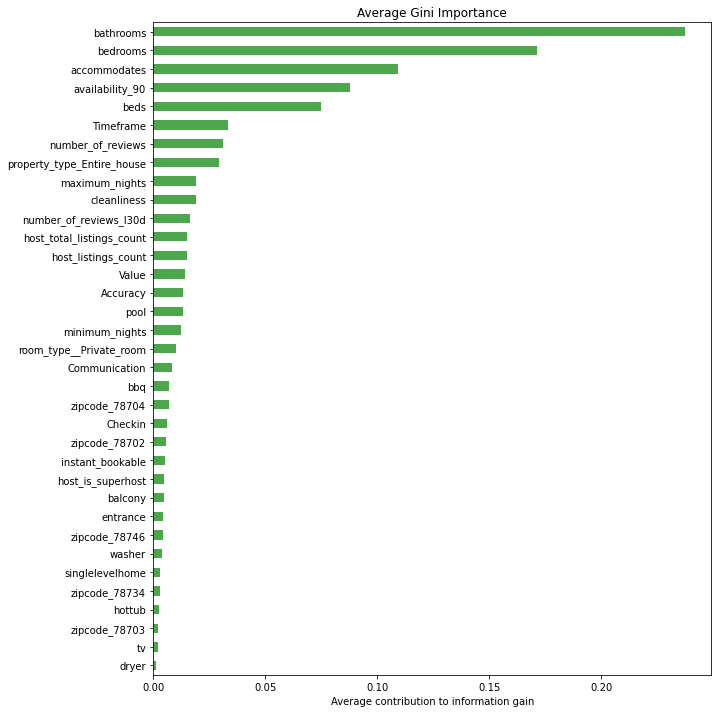 Average Gini Importance
bathrooms
bedrooms
accommodates
availability_90
beds
Timeframe
number_of_reviews
property_type_Entire_house
maximum_nights
cleanliness
number_of_reviews_l30d
host_total_listings_count
host_listings_count
Value
Accuracy
pool
minimum_nights
room_type__Private_room
Communication
bbq
zipcode_78704
Checkin
zipcode_78702
instant_bookable
host_is_superhost
balcony
entrance
zipcode_78746
washer
singlelevelhome
zipcode_78734
hottub
zipcode_78703
tv
dryer
0.00 0.05 0.10 0.15 0.20
Average contribution to information gain